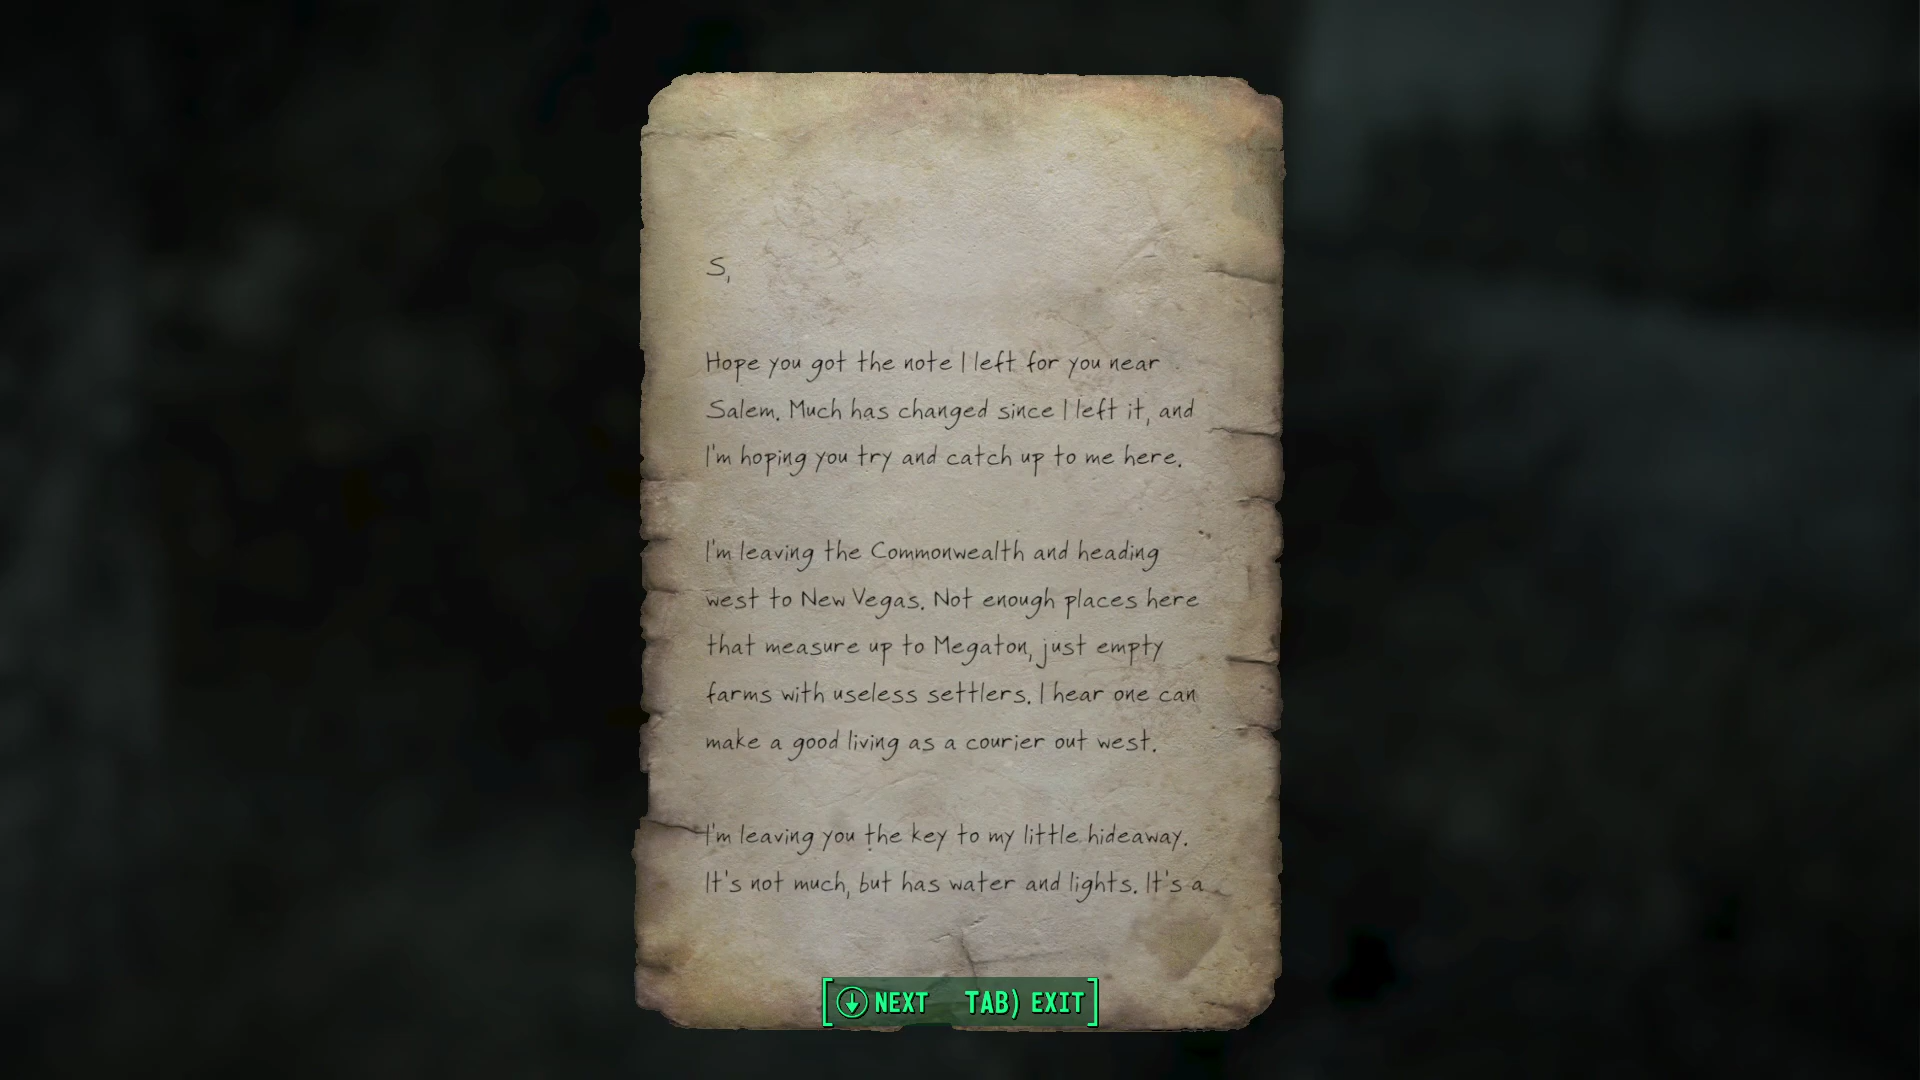 S,
Hope you got the note I left for you near
Salem. Much has changed since I left it, and
I'm hoping you try and catch up to me here.
I'm leaving the Commonwealth and heading
west to New Vegas. Not enough places here
that measure up to Megaton, just empty
farms with useless settlers. I hear one can
make a good living as a courier out west.
I'm leaving you the key to my little hideaway.
It's not much, but has water and lights. It's a
NEXT TAB) EXIT